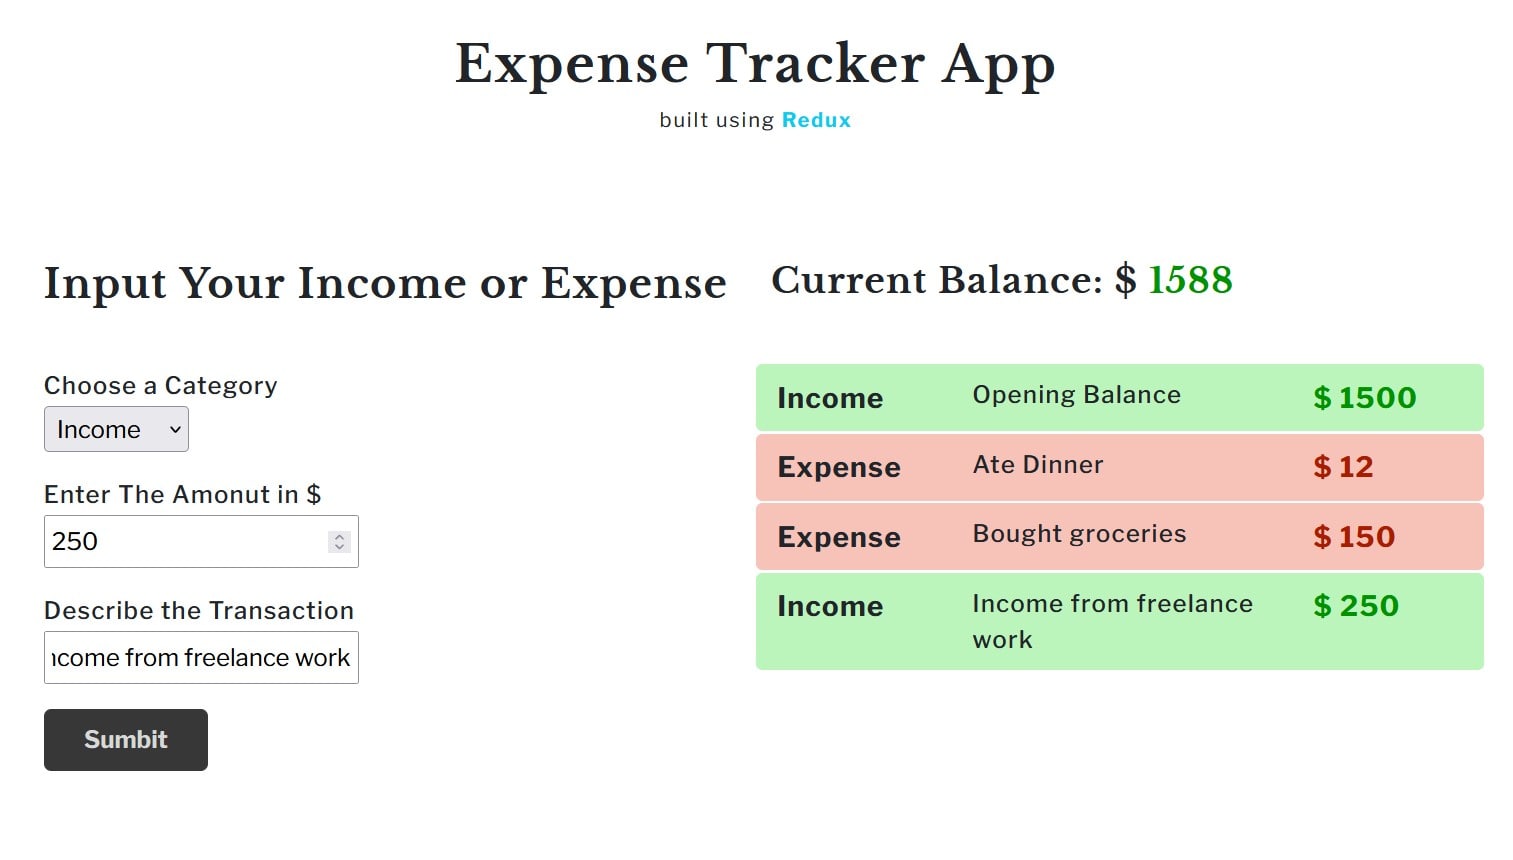 Expense Tracker App
built using Redux
Input Your Income or Expense
Choose a Category
Income
Enter The Amonut in $
250
Describe the Transaction
ncome from freelance work
Sumbit
Current Balance: $ 1588
Income Opening Balance $ 1500
Expense Ate Dinner $ 12
Expense Bought groceries $ 150
Income Income from freelance $ 250
work